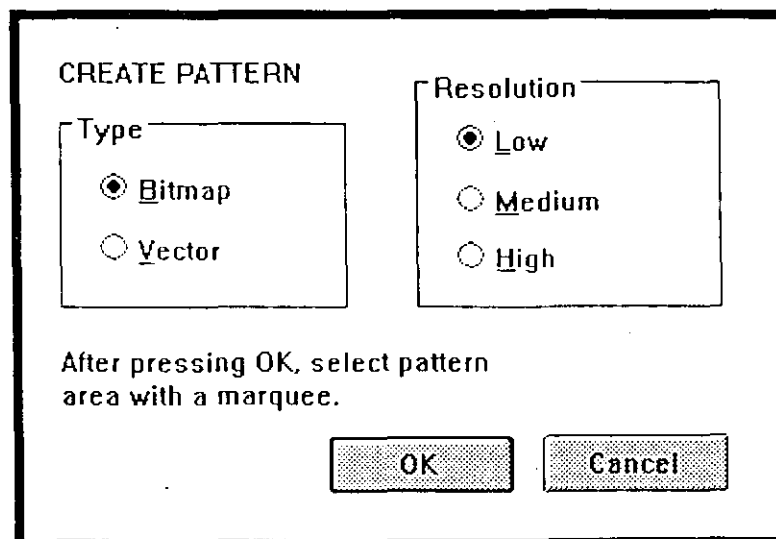 CREATE PATTERN
Type
Bitmap
Vector
Resolution
Low
Medium
High
After pressing OK, select pattern
area with a marquee.
OK
Cancel